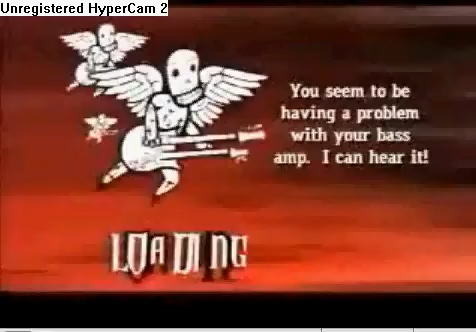 Unregistered HyperCam 2
You seem to be
having a problem
with your bass
amp. I can hear it!
LOADING